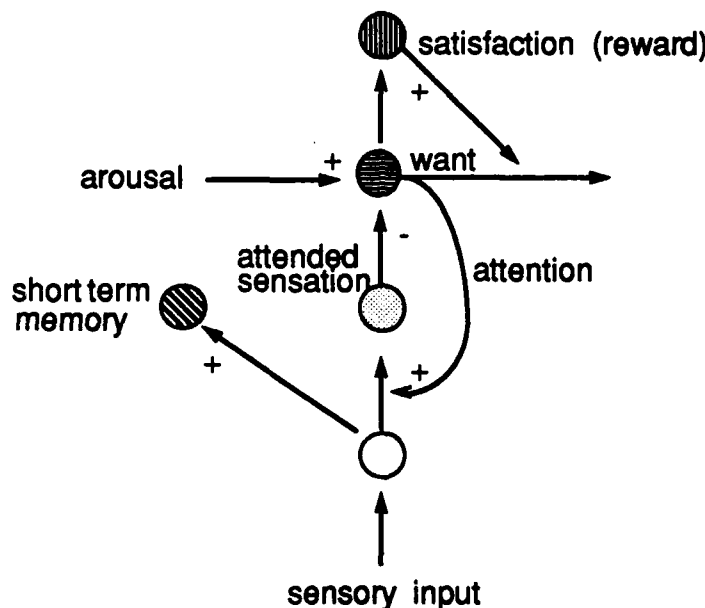 satisfaction (reward)
+
+
want
arousal
-
attended
sensation
attention
short term
memory
+
+
sensory input